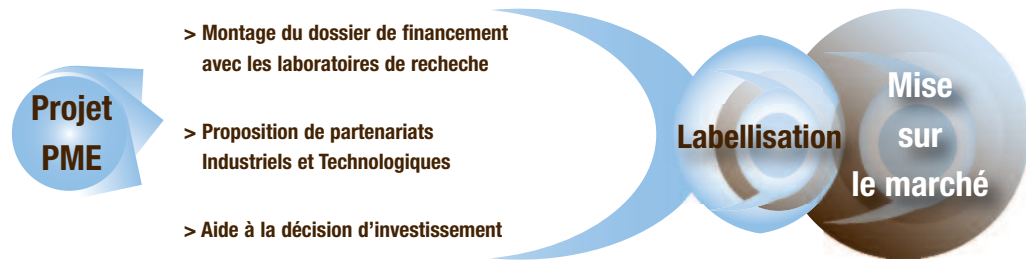 Projet
PME
> Montage du dossier de financement
avec les laboratoires de recheche
> Proposition de partenariats
Industriels et Technologiques
> Aide à la décision d'investissement
Labellisation
Mise
sur
le marché